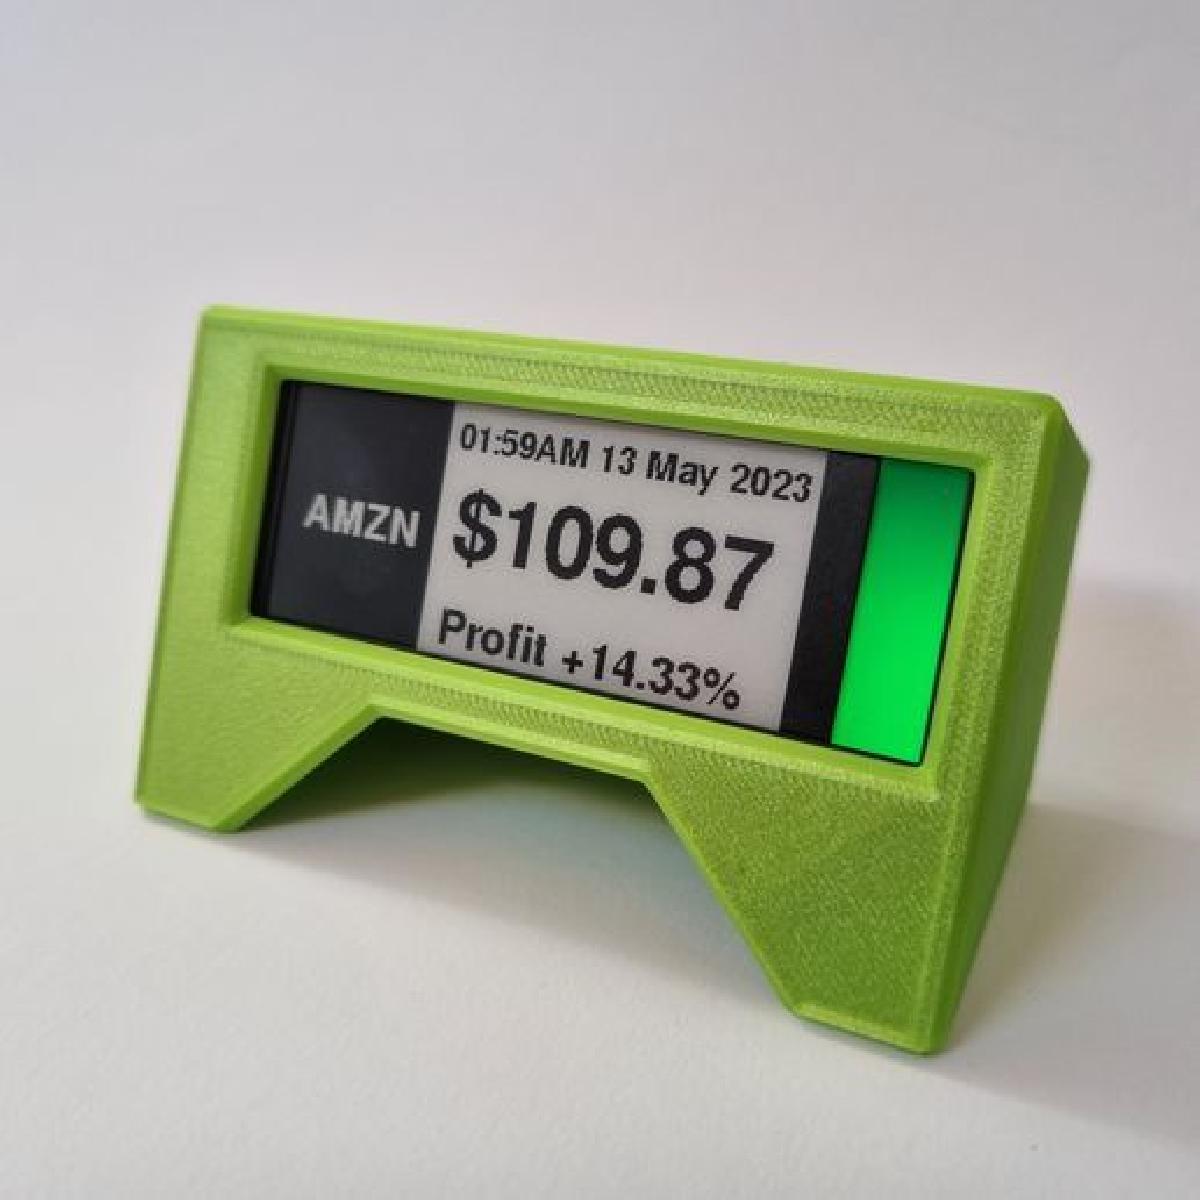 AMZN
01:59AM 13 May 2023
$109.87
Profit +14.33%